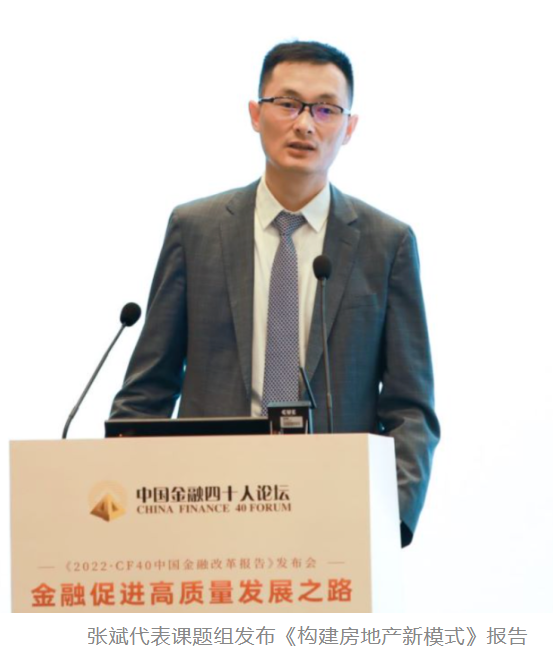 中国金融四十人论坛
CHINA FINANCE 40 FORUM
《2022·CF40中国金融改革报告》发布会
金融促进高质量发展之路
张斌代表课题组发布《构建房地产新模式》报告